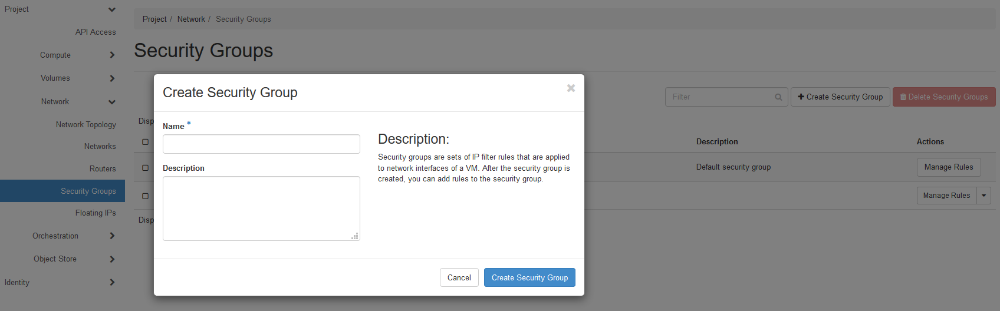 Project
API Access
Compute
Volumes
Network
Network Topology
Networks
Routers
Security Groups
Floating IPs
Orchestration
Object Store
Identity
Project / Network / Security Groups
Security Groups
Filter
Create Security Group
Delete Security Groups
Disp
Description
Actions
Default security group
Manage Rules
Manage Rules
Disp
Create Security Group
Name *
Description
Description:
Security groups are sets of IP filter rules that are applied
to network interfaces of a VM. After the security group is
created, you can add rules to the security group.
Cancel
Create Security Group